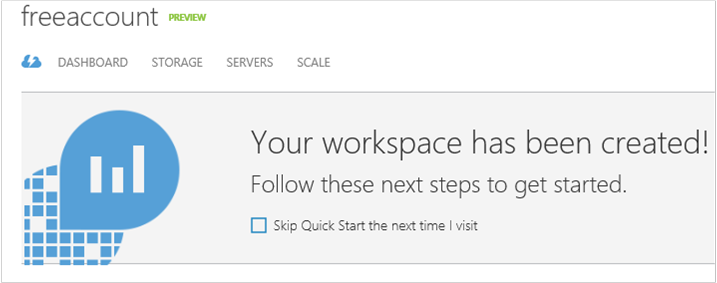 freeaccount PREVIEW
DASHBOARD STORAGE SERVERS SCALE
Your workspace has been created!
Follow these next steps to get started.
Skip Quick Start the next time I visit